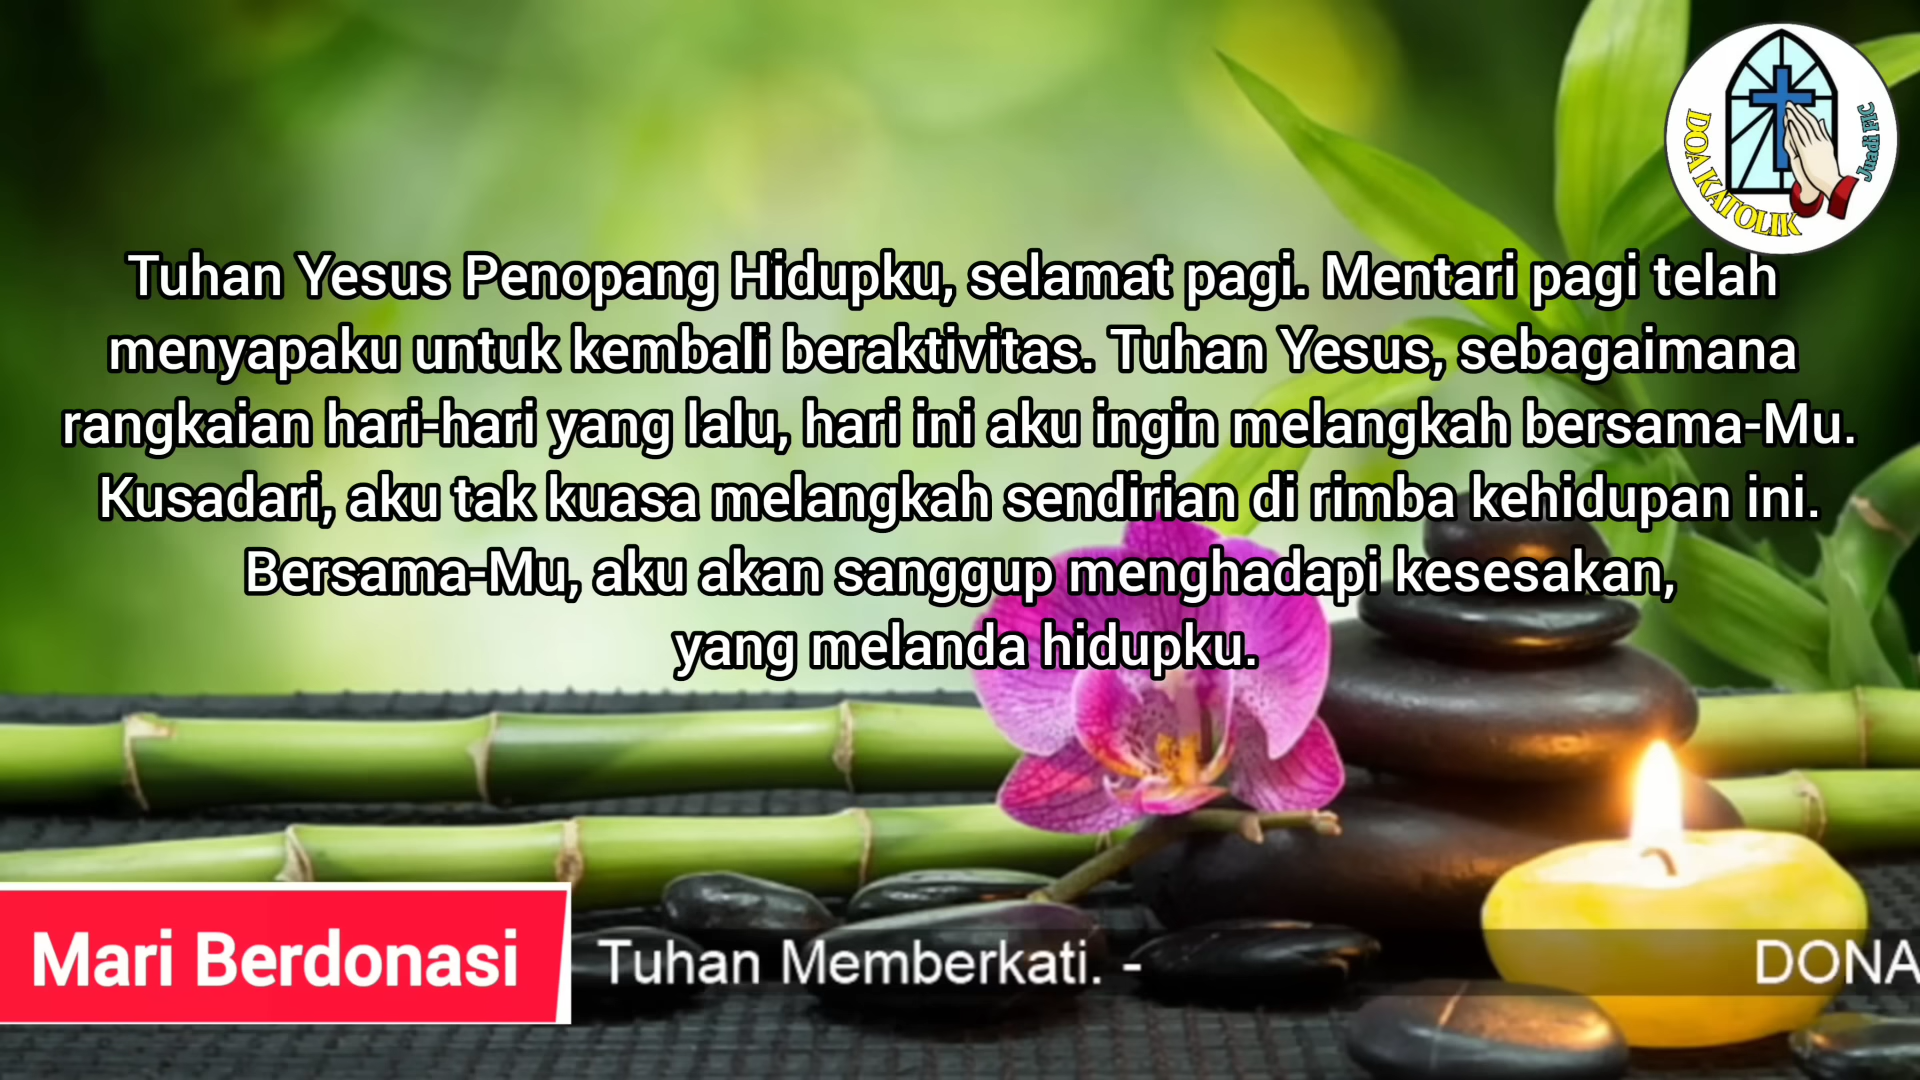 DOA KATOLIK
Juadi FIC
Tuhan Yesus Penopang Hidupku, selamat pagi. Mentari pagi telah
menyapaku untuk kembali beraktivitas. Tuhan Yesus, sebagaimana
rangkaian hari-hari yang lalu, hari ini aku ingin melangkah bersama-Mu.
Kusadari, aku tak kuasa melangkah sendirian di rimba kehidupan ini.
Bersama-Mu, aku akan sanggup menghadapi kesesakan,
yang melanda hidupku.
Mari Berdonasi
Tuhan Memberkati. - DONA